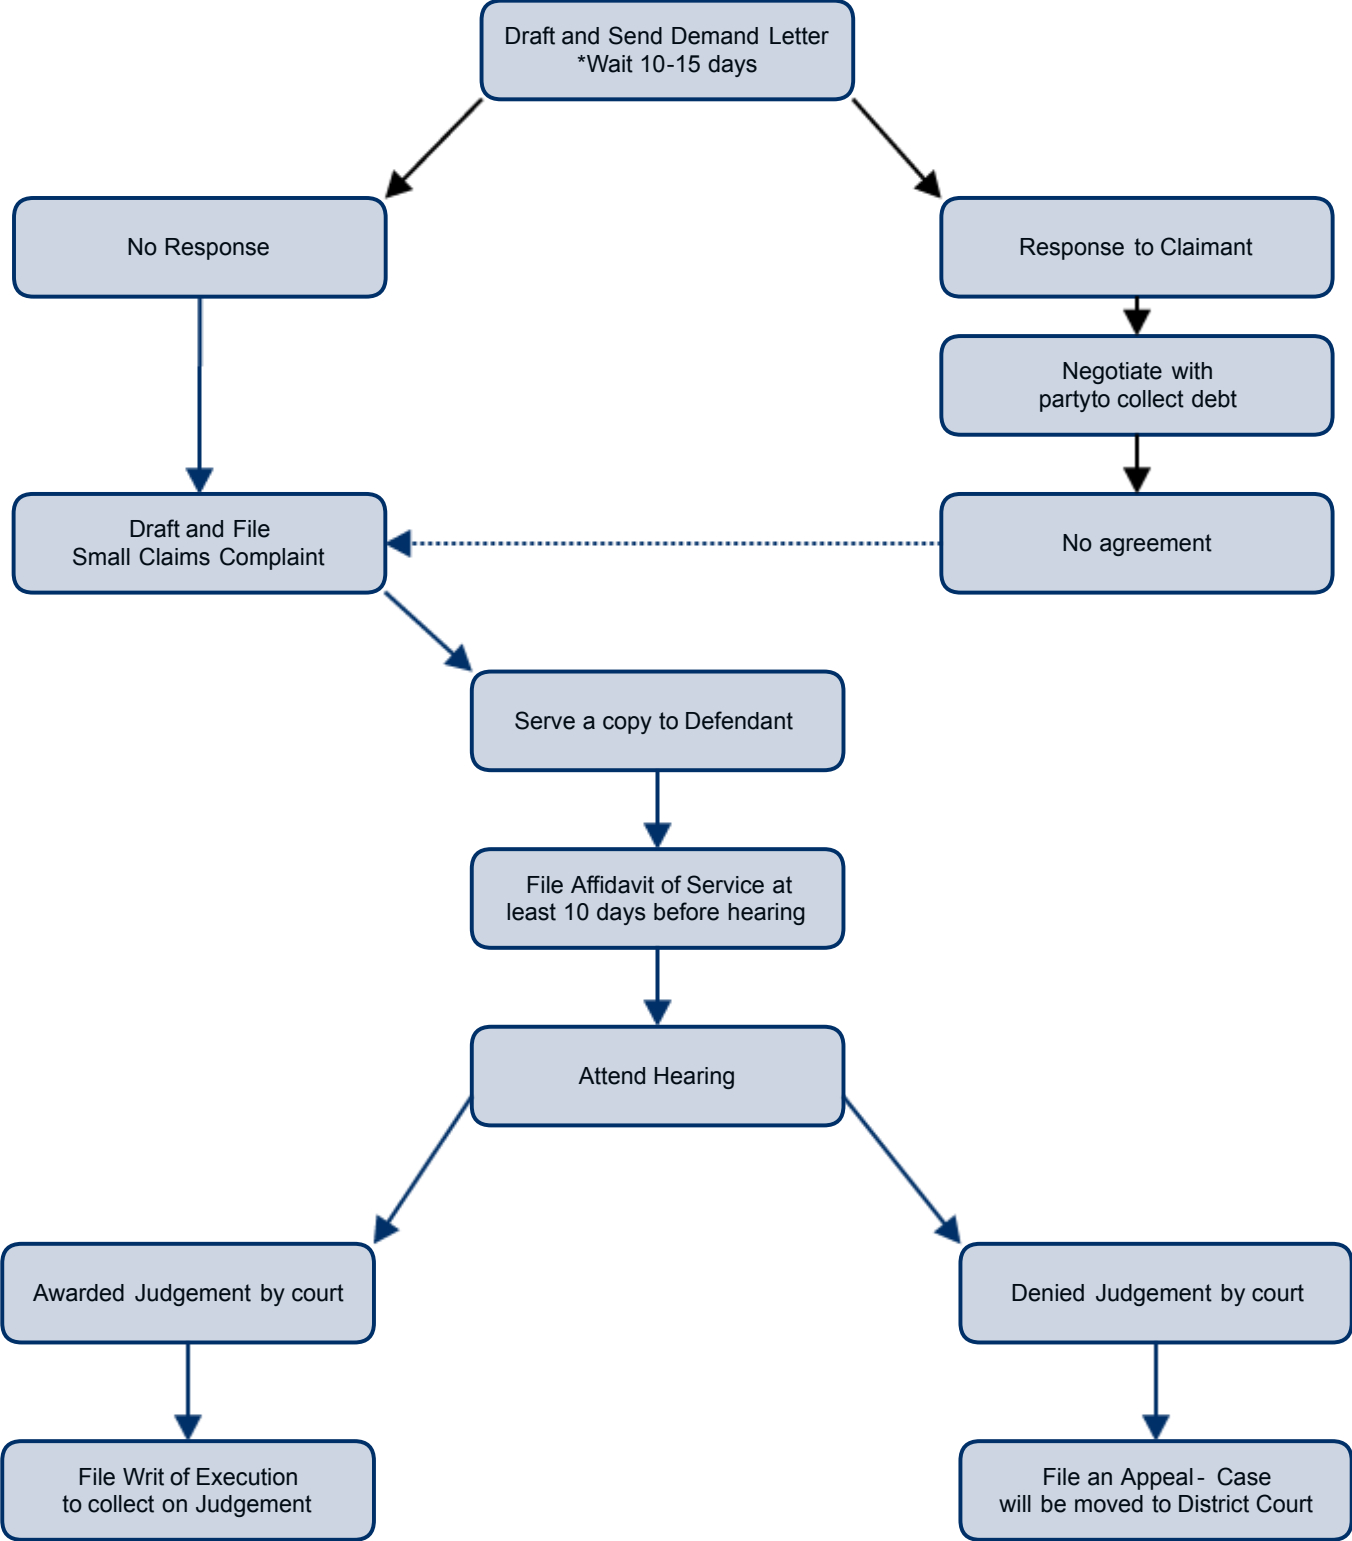 Draft and Send Demand Letter
*Wait 10-15 days
No Response
Response to Claimant
Negotiate with
partyto collect debt
Draft and File
Small Claims Complaint
No agreement
Serve a copy to Defendant
File Affidavit of Service at
least 10 days before hearing
Attend Hearing
Awarded Judgement by court
Denied Judgement by court
File Writ of Execution
to collect on Judgement
File an Appeal - Case
will be moved to District Court